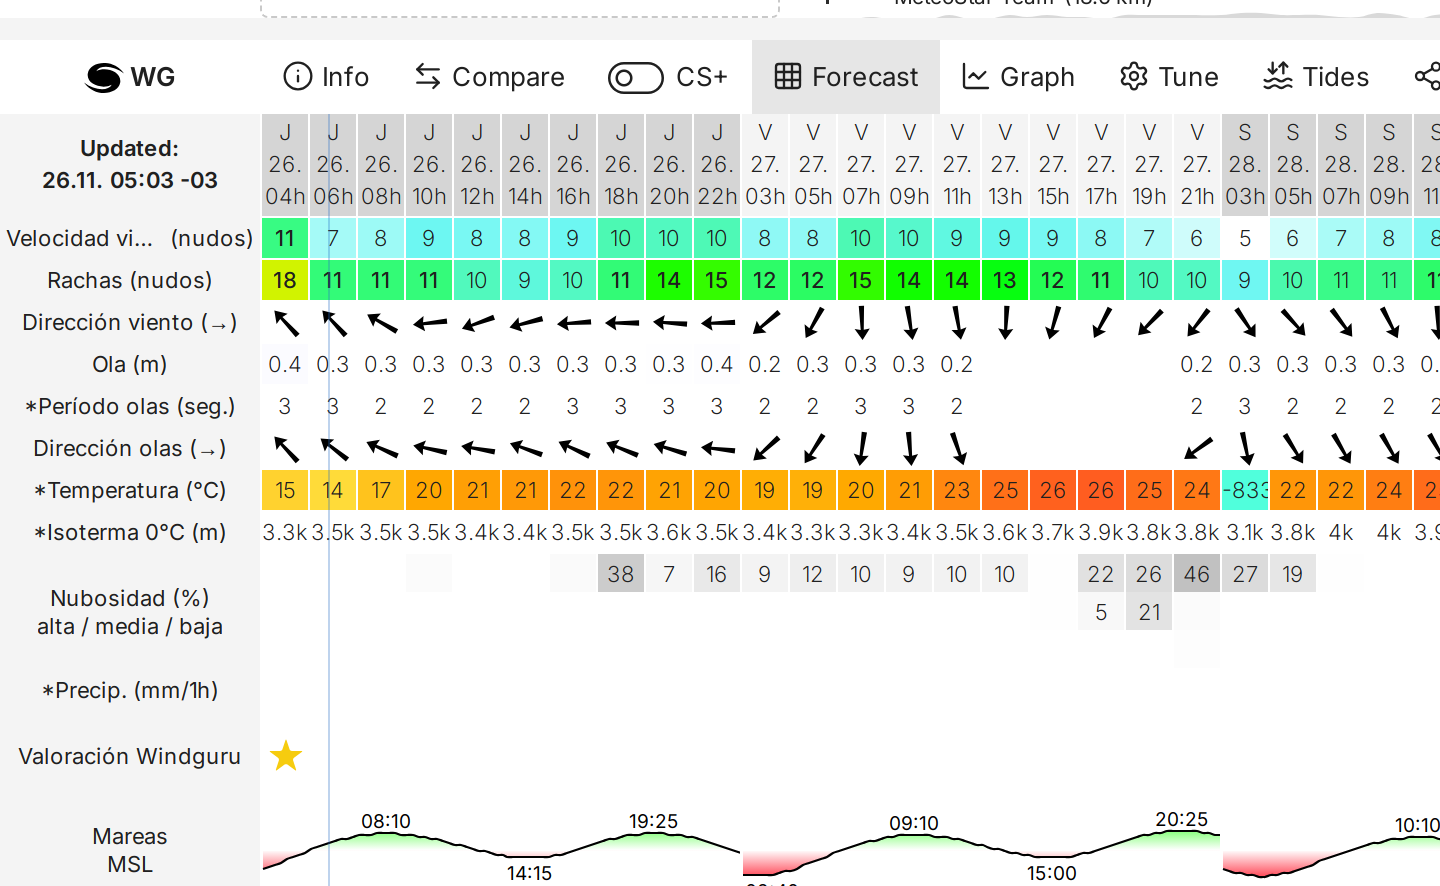 WG Info Compare CS+ Forecast Graph Tune Tides
Updated:
26.11. 05:03 -03
J J J J J J J J J J V V V V V V V V V V S S S S S
26. 26. 26. 26. 26. 26. 26. 26. 26. 26. 27. 27. 27. 27. 27. 27. 27. 27. 27. 27. 28. 28. 28. 28.
04h 06h 08h 10h 12h 14h 16h 18h 20h 22h 03h 05h 07h 09h 11h 13h 15h 17h 19h 21h 03h 05h 07h 09h
Velocidad vi... (nudos) 11 7 8 9 8 8 9 10 10 10 8 8 10 10 9 9 9 8 7 6 5 6 7 8 8
Rachas (nudos) 18 11 11 11 10 9 10 11 14 15 12 12 15 14 14 13 12 11 10 10 9 10 11 11
Dirección viento (→)
Ola (m) 0.4 0.3 0.3 0.3 0.3 0.3 0.3 0.3 0.3 0.4 0.2 0.3 0.3 0.3 0.2 0.2 0.3 0.3 0.3 0.3
*Período olas (seg.) 3 3 2 2 2 2 3 3 3 3 2 2 3 3 2 2 3 2 2 2 2
Dirección olas (→)
*Temperatura (°C) 15 14 17 20 21 21 22 22 21 20 19 19 20 21 23 25 26 26 25 24 -833 22 22 24
*Isoterma 0°C (m) 3.3k 3.5k 3.5k 3.5k 3.4k 3.4k 3.5k 3.5k 3.6k 3.5k 3.4k 3.3k 3.3k 3.4k 3.5k 3.6k 3.7k 3.9k 3.8k 3.8k 3.1k 3.8k 4k 4k
38 7 16 9 12 10 9 10 10 22 26 46 27 19
Nubosidad (%)
5 21
alta / media / baja
*Precip. (mm/1h)
Valoración Windguru
08:10 19:25 09:10 20:25 10:10
Mareas
MSL
14:15 15:00